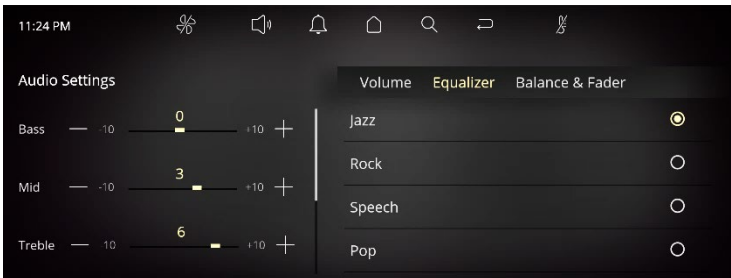 11:24 PM
Audio Settings
Volume Equalizer Balance & Fader
0
Bass -10 +10
3
Mid -10 +10
6
Treble 10 +10
Jazz
Rock
Speech
Pop